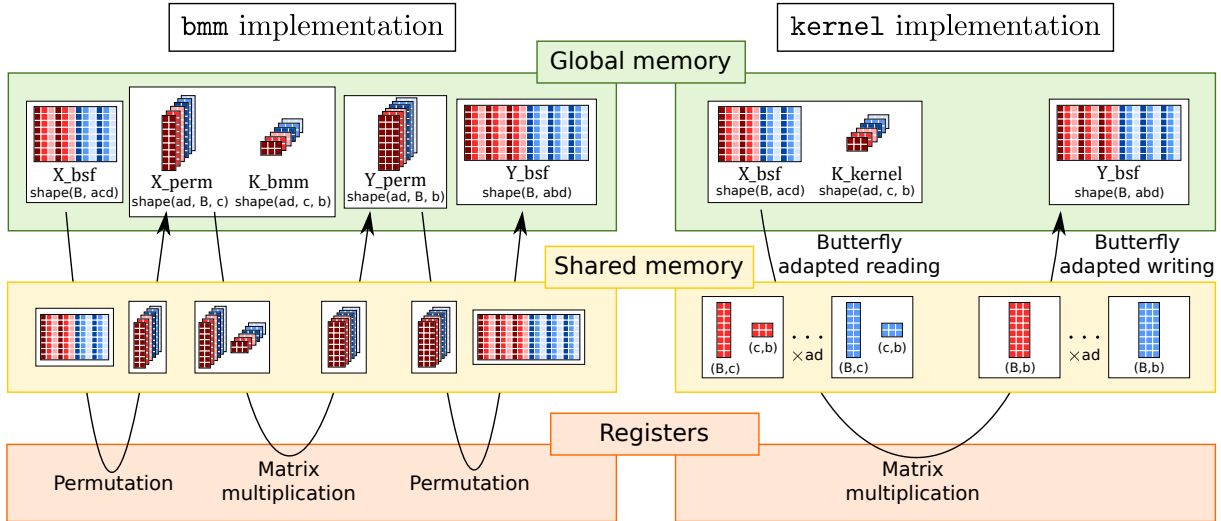 bmm implementation
kernel implementation
Global memory
X_bsf
shape(B, acd)
X_perm
shape(ad, B, c)
K_bmm
shape(ad, c, b)
Y_perm
shape(ad, B, b)
Y_bsf
shape(B, abd)
X_bsf
shape(B, acd)
K_kernel
shape(ad, c, b)
Y_bsf
shape(B, abd)
Butterfly
adapted reading
Butterfly
adapted writing
Shared memory
(B,c)
(c,b)
...
×ad
(B,c)
(c,b)
(B,b)
...
×ad
(B,b)
Registers
Permutation
Matrix
multiplication
Permutation
Matrix
multiplication